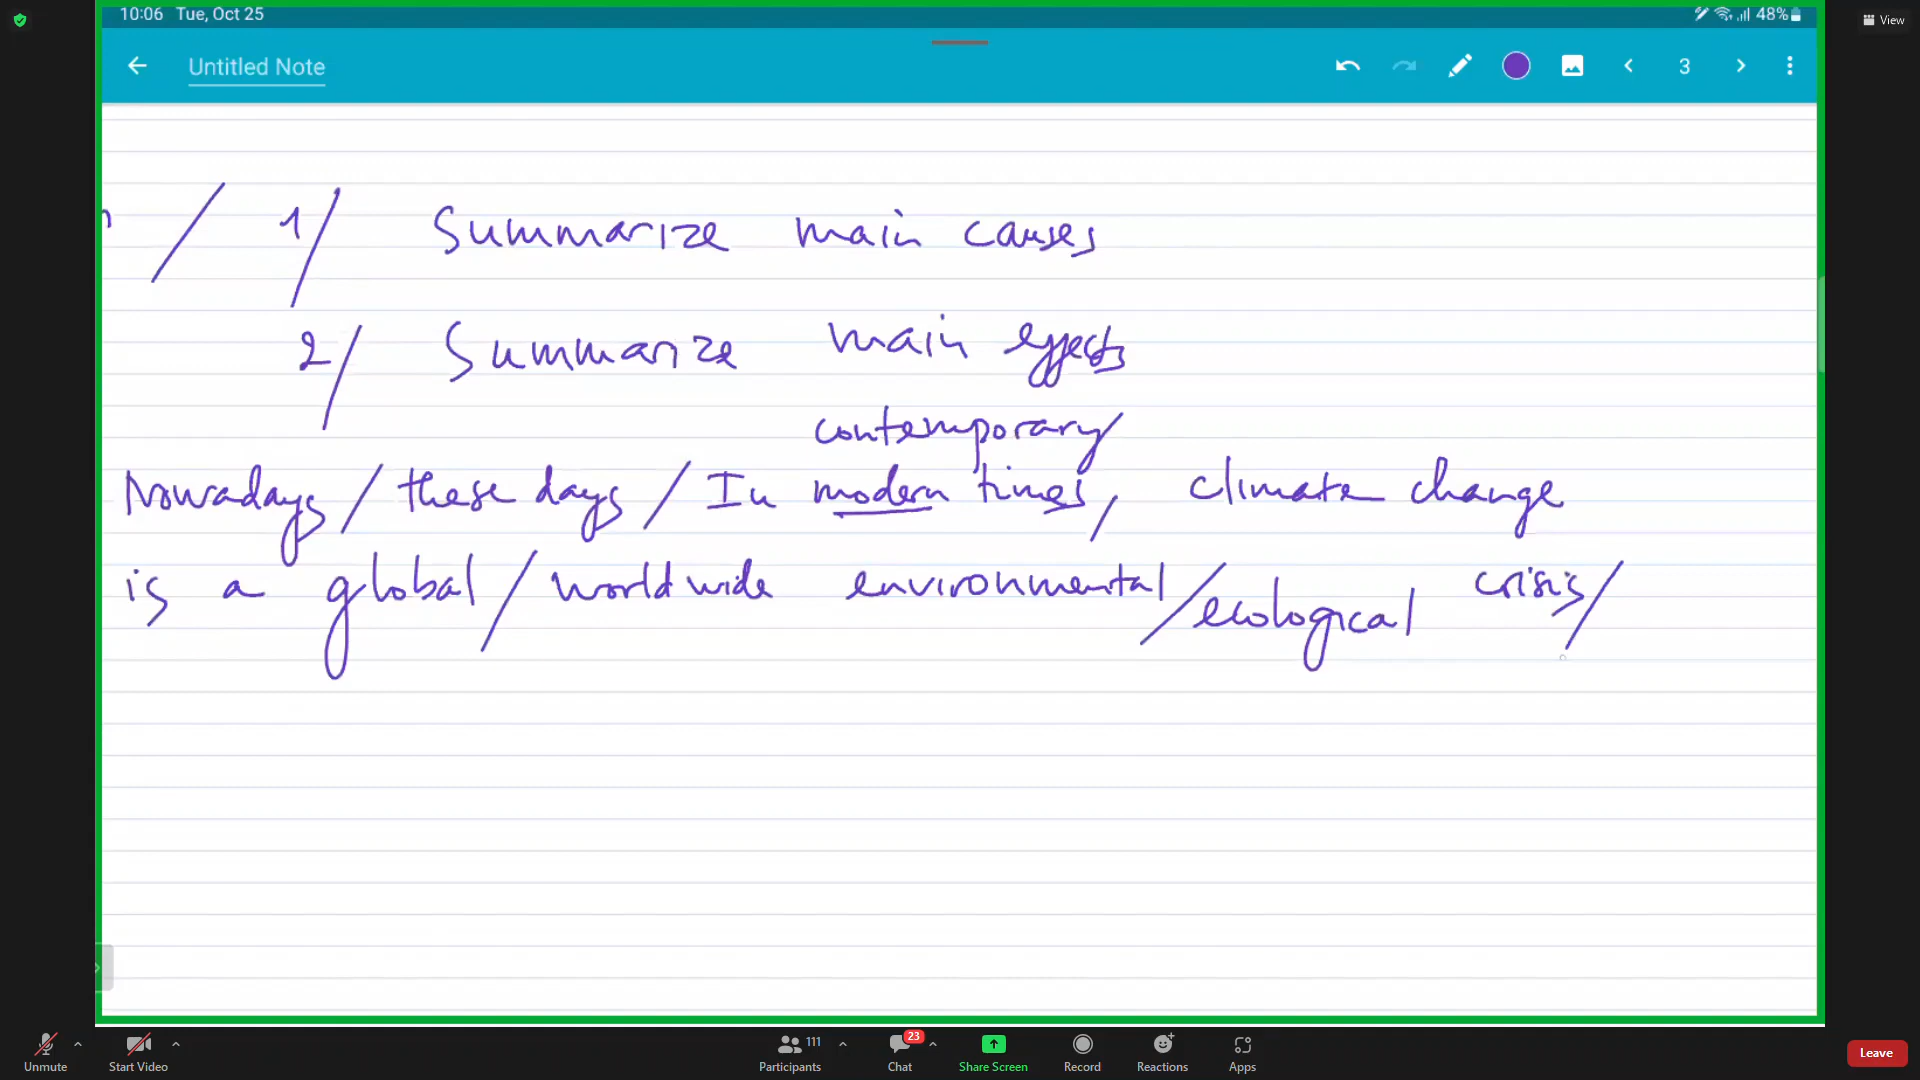 10:06 Tue, Oct 25 48%
View
Untitled Note 3
/ 1/ Summarize main causes
2/ Summarize main effects
contemporary
Nowadays / these days / In modern times, climate change
is a global / worldwide environmental / ecological crisis /
Unmute Start Video Participants 111 Chat 23 Share Screen Record Reactions Apps Leave